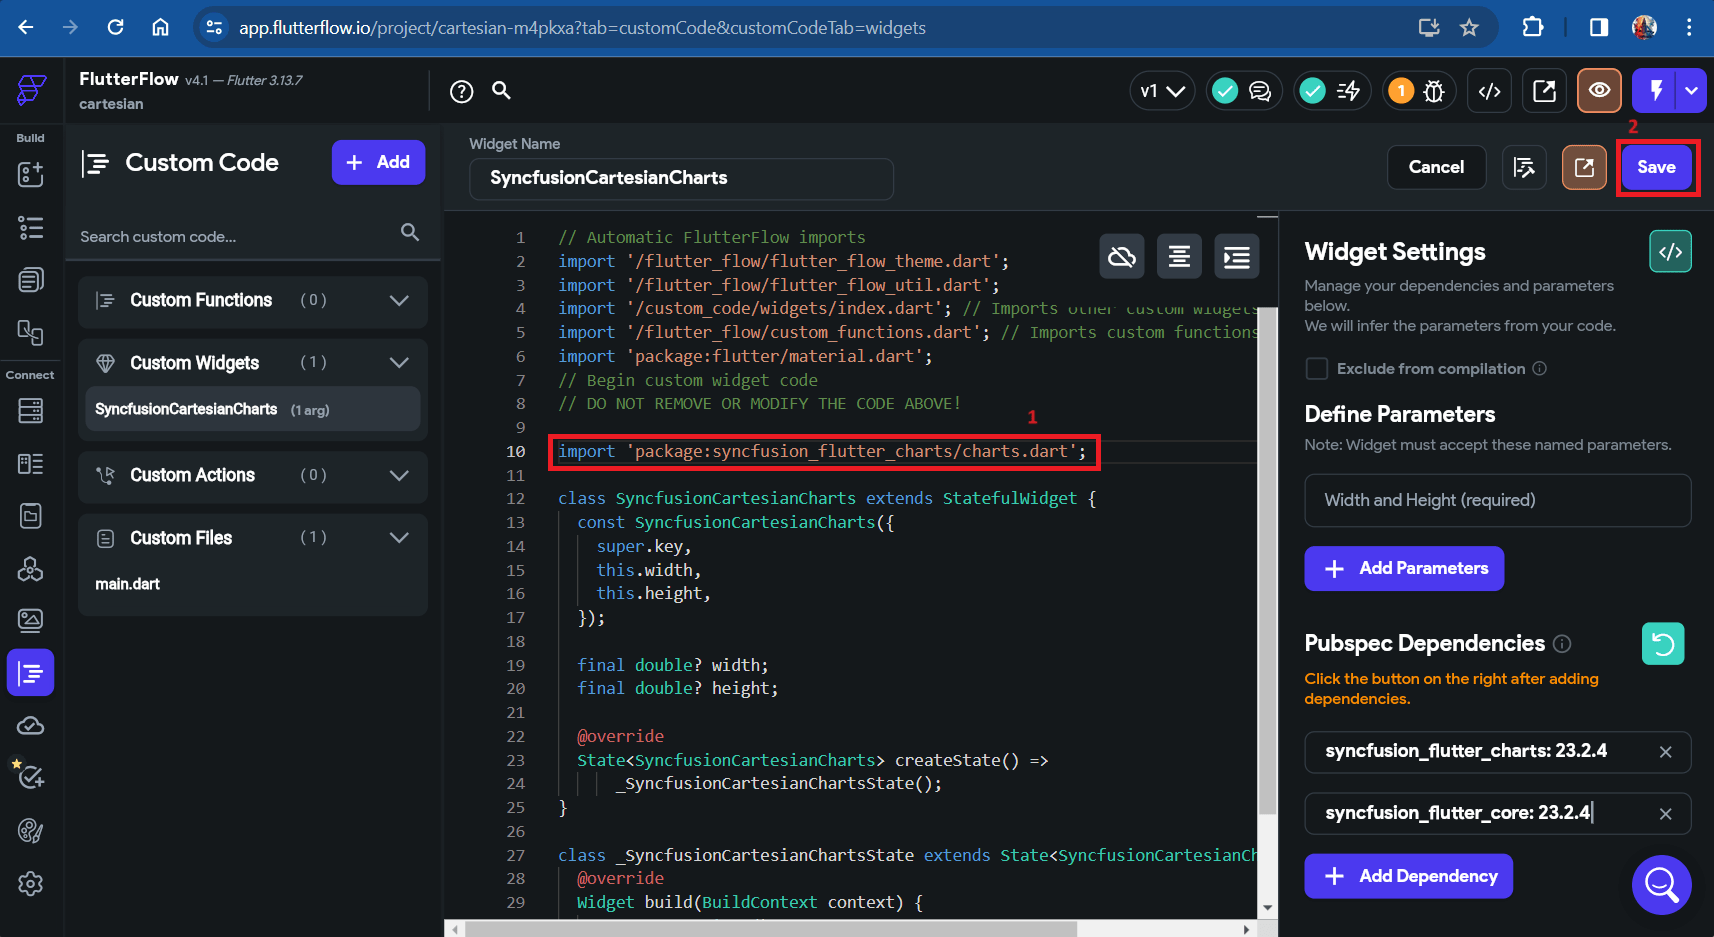 app.flutterflow.io/project/cartesian-m4pkxa?tab=customCode&customCodeTab=widgets
FlutterFlow v4.1 — Flutter 3.13.7
cartesian
v1
1
Build
Connect
Custom Code
+ Add
Search custom code...
Custom Functions (0)
Custom Widgets (1)
SyncfusionCartesianCharts (1 arg)
Custom Actions (0)
Custom Files (1)
main.dart
Widget Name
SyncfusionCartesianCharts
Cancel
2
Save
1 // Automatic FlutterFlow imports
2 import '/flutter_flow/flutter_flow_theme.dart';
3 import '/flutter_flow/flutter_flow_util.dart';
4 import '/custom_code/widgets/index.dart'; // Imports other custom widgets
5 import '/flutter_flow/custom_functions.dart'; // Imports custom functions
6 import 'package:flutter/material.dart';
7 // Begin custom widget code
8 // DO NOT REMOVE OR MODIFY THE CODE ABOVE!
9
1
10 import 'package:syncfusion_flutter_charts/charts.dart';
11
12 class SyncfusionCartesianCharts extends StatefulWidget {
13 const SyncfusionCartesianCharts({
14 super.key,
15 this.width,
16 this.height,
17 });
18
19 final double? width;
20 final double? height;
21
22 @override
23 State<SyncfusionCartesianCharts> createState() =>
24 _SyncfusionCartesianChartsState();
25 }
26
27 class _SyncfusionCartesianChartsState extends State<SyncfusionCartesianCh
28 @override
29 Widget build(BuildContext context) {
Widget Settings
Manage your dependencies and parameters
below.
We will infer the parameters from your code.
Exclude from compilation
Define Parameters
Note: Widget must accept these named parameters.
Width and Height (required)
+ Add Parameters
Pubspec Dependencies
Click the button on the right after adding
dependencies.
syncfusion_flutter_charts: 23.2.4
syncfusion_flutter_core: 23.2.4
+ Add Dependency